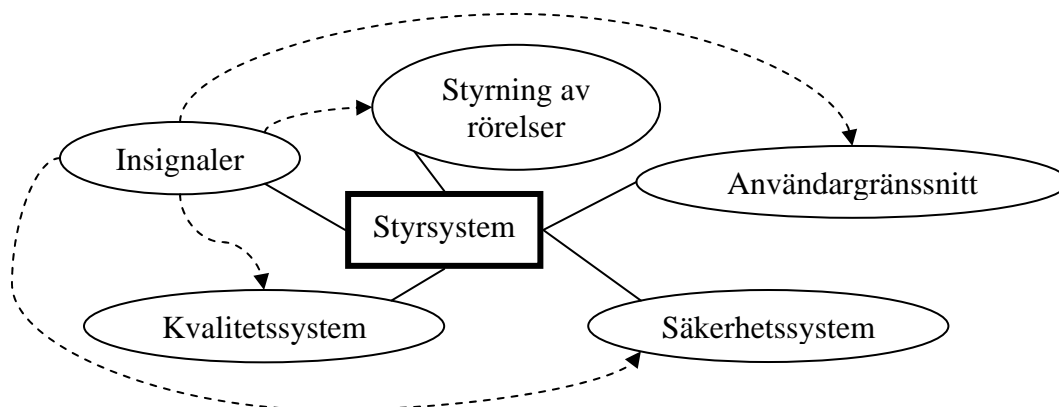 Styrning av
rörelser
Insignaler
Användargränssnitt
Styrsystem
Kvalitetssystem
Säkerhetssystem